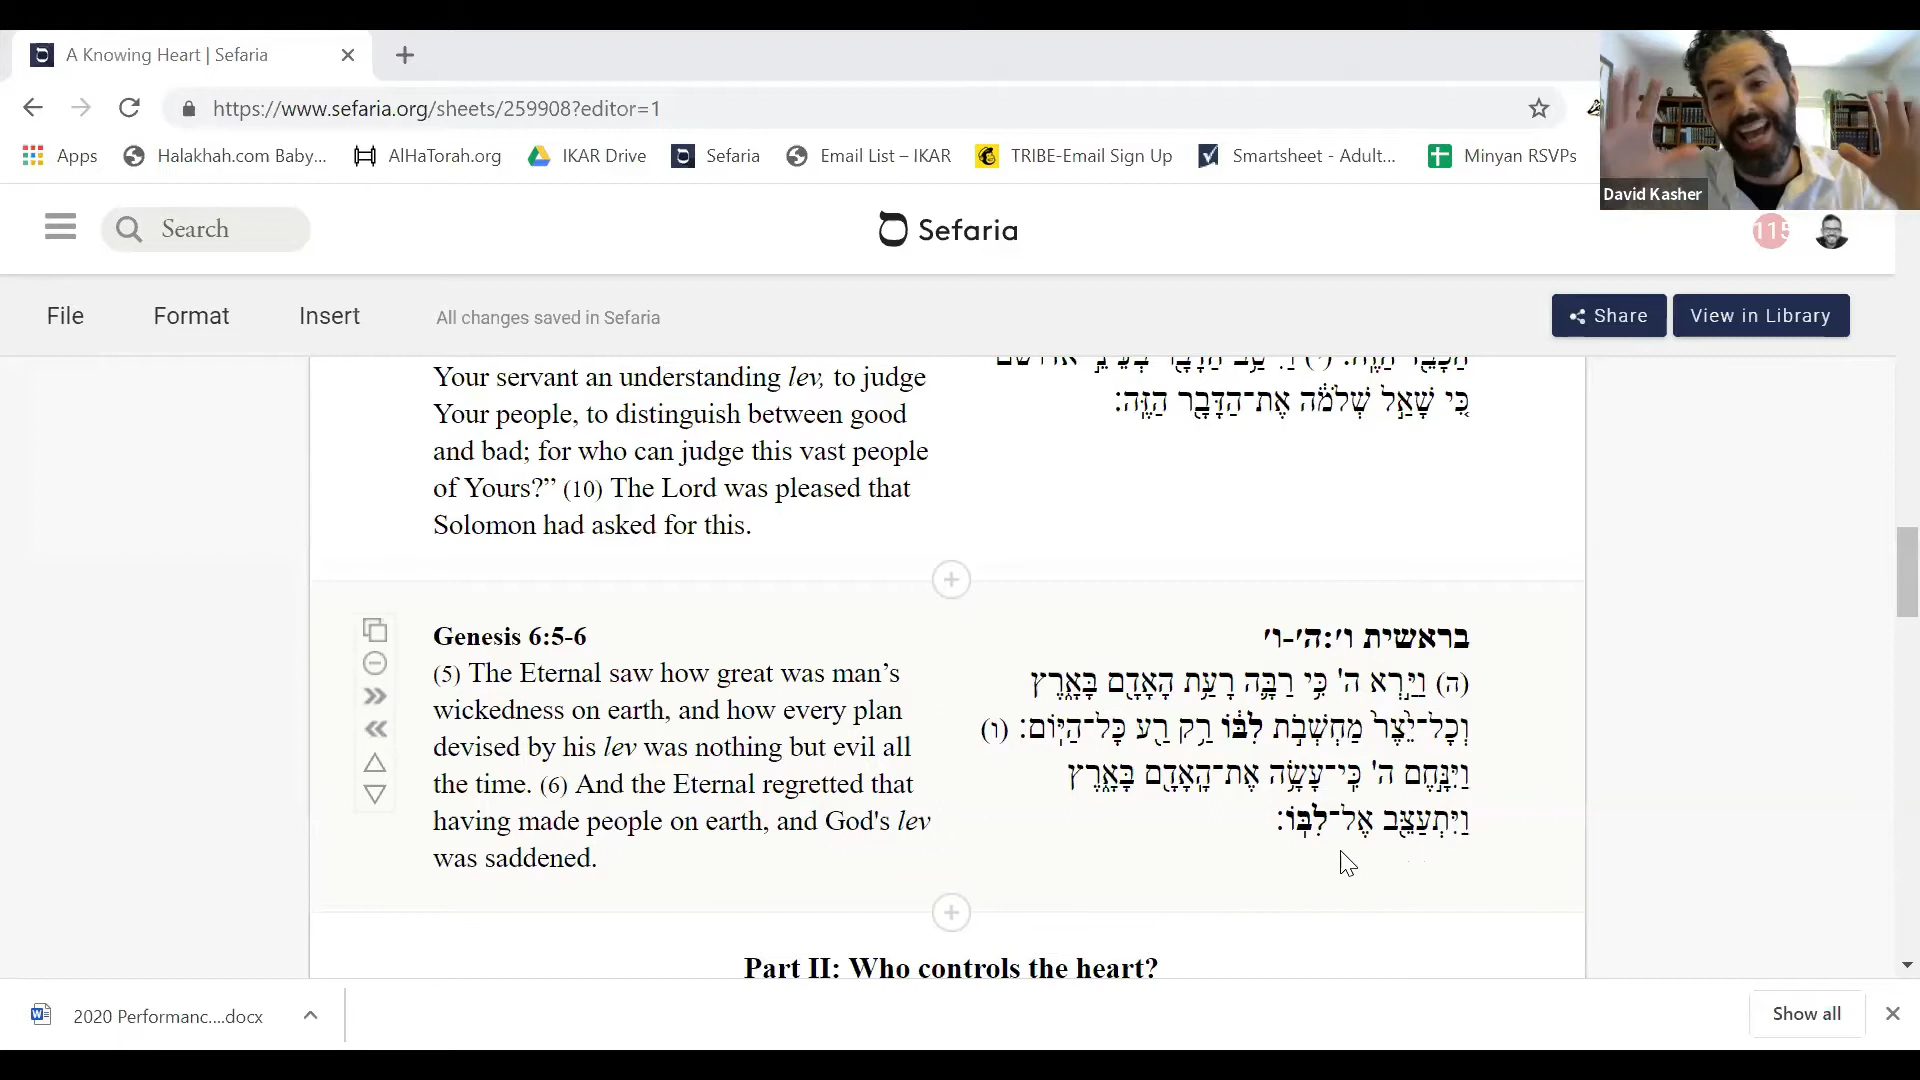 A Knowing Heart | Sefaria
https://www.sefaria.org/sheets/259908?editor=1
Apps
Halakhah.com Baby...
AlHaTorah.org
IKAR Drive
Sefaria
Email List – IKAR
TRIBE-Email Sign Up
Smartsheet - Adult...
Minyan RSVPs
David Kasher
Search
Sefaria
115
File
Format
Insert
All changes saved in Sefaria
Share
View in Library
Your servant an understanding lev, to judge
Your people, to distinguish between good
and bad; for who can judge this vast people
of Yours?” (10) The Lord was pleased that
Solomon had asked for this.
כִּ֚י שָׁאַ֣ל שְׁלֹמֹ֔ה אֶת־הַדָּבָ֖ר הַזֶּֽה׃
Genesis 6:5-6
(5) The Eternal saw how great was man’s
wickedness on earth, and how every plan
devised by his lev was nothing but evil all
the time. (6) And the Eternal regretted that
having made people on earth, and God's lev
was saddened.
בראשית ו׳:ה׳-ו׳
(ה) וַיַּ֣רְא ה' כִּ֥י רַבָּ֛ה רָעַ֥ת הָאָדָ֖ם בָּאָ֑רֶץ
וְכׇל־יֵ֙צֶר֙ מַחְשְׁבֹ֣ת לִבּ֔וֹ רַ֥ק רַ֖ע כׇּל־הַיּֽוֹם׃ (ו)
וַיִּנָּ֣חֶם ה' כִּֽי־עָשָׂ֥ה אֶת־הָֽאָדָ֖ם בָּאָ֑רֶץ
וַיִּתְעַצֵּ֖ב אֶל־לִבּֽוֹ׃
Part II: Who controls the heart?
2020 Performanc....docx
Show all